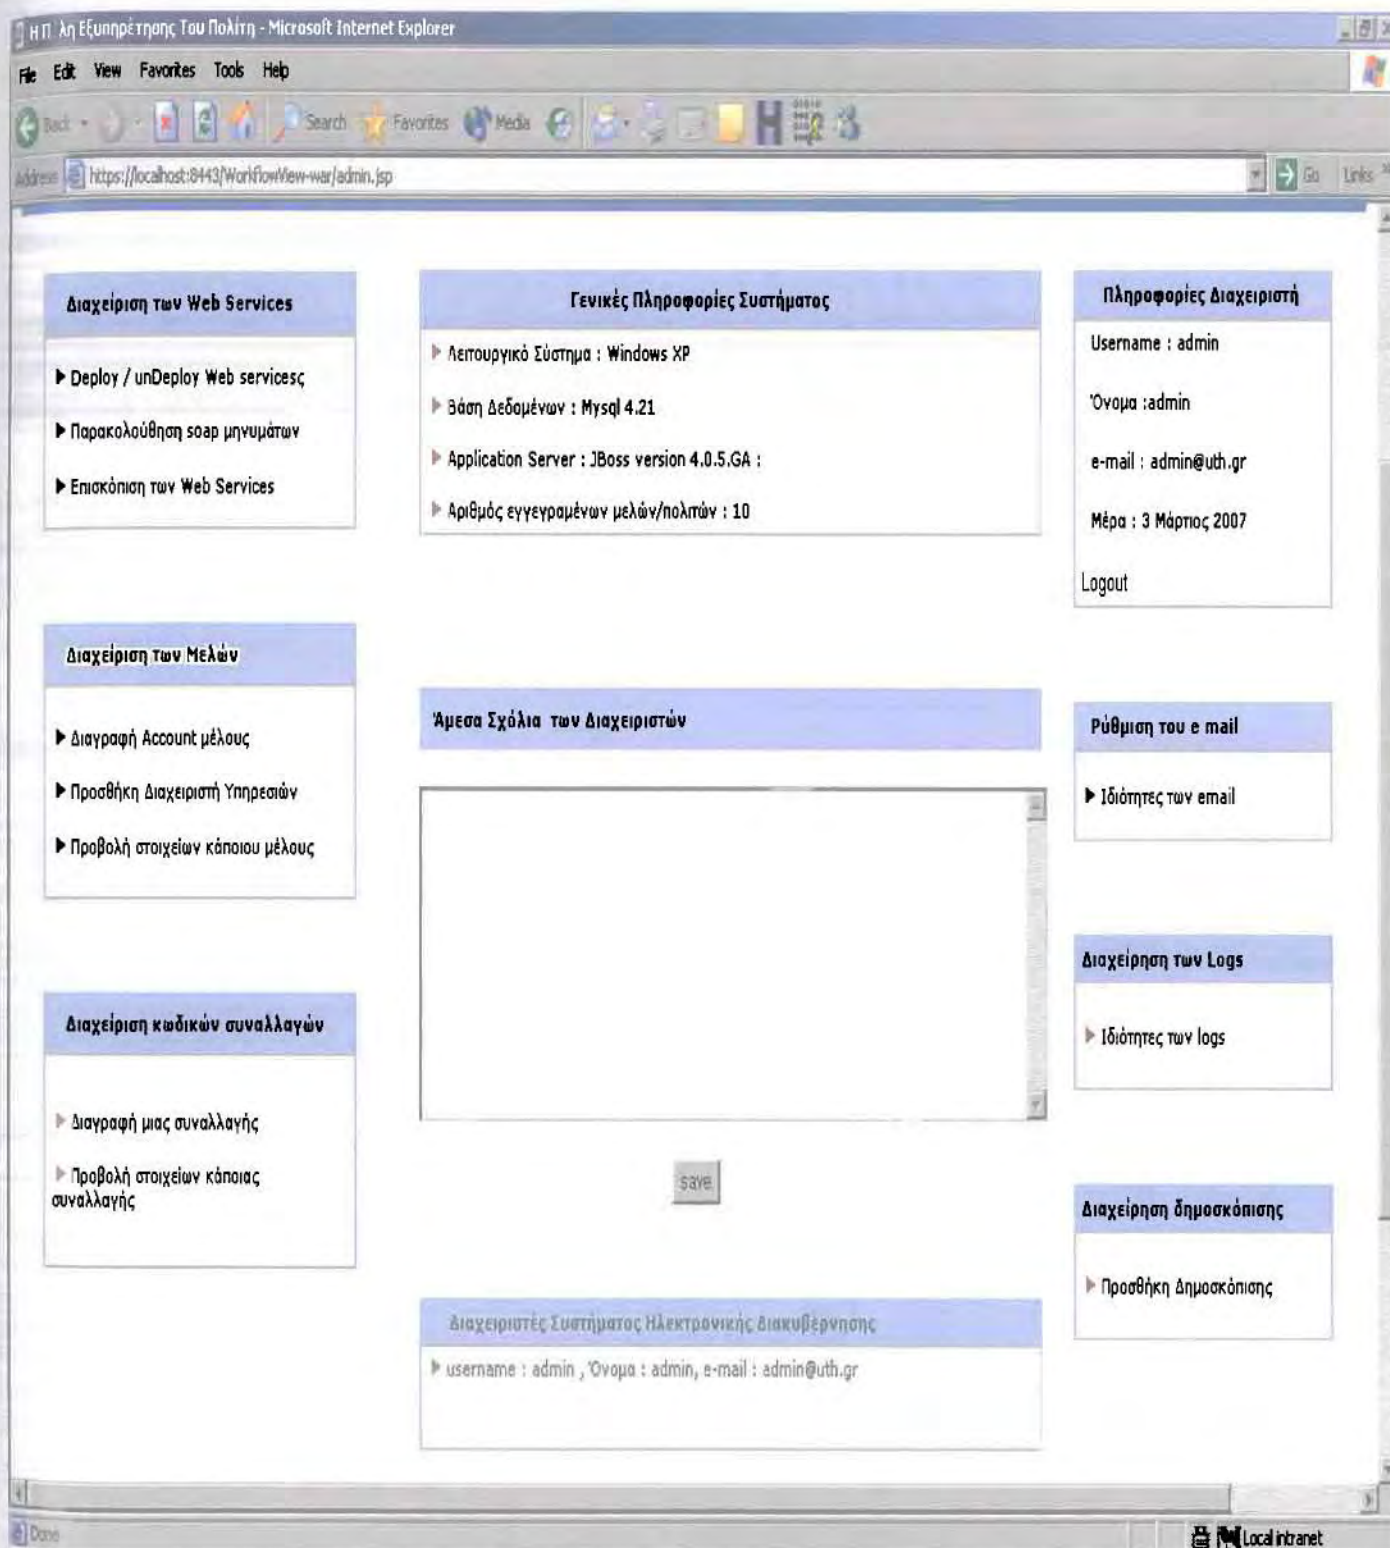 Η Π λη Εξυπηρέτησης Του Πολίτη - Microsoft Internet Explorer
File Edit View Favorites Tools Help
Back Search Favorites Media
Address https://localhost:8443/WorkflowView-war/admin.jsp Go Links
Διαχείριση των Web Services
▶ Deploy / unDeploy Web servicesς
▶ Παρακολούθηση soap μηνυμάτων
▶ Επισκόπιση των Web Services
Διαχείριση των Μελών
▶ Διαγραφή Account μέλους
▶ Προσθήκη Διαχειριστή Υπηρεσιών
▶ Προβολή στοιχείων κάποιου μέλους
Διαχείριση κωδικών συναλλαγών
▶ Διαγραφή μιας συναλλαγής
▶ Προβολή στοιχείων κάποιας
συναλλαγής
Γενικές Πληροφορίες Συστήματος
▶ Λειτουργικό Σύστημα : Windows XP
▶ Βάση Δεδομένων : Mysql 4.21
▶ Application Server : JBoss version 4.0.5.GA :
▶ Αριθμός εγγεγραμένων μελών/πολιτών : 10
Άμεσα Σχόλια των Διαχειριστών
save
Διαχειριστές Συστήματος Ηλεκτρονικής Διακυβέρνησης
▶ username : admin , Όνομα : admin, e-mail : admin@uth.gr
Πληροφορίες Διαχειριστή
Username : admin
Όνομα :admin
e-mail : admin@uth.gr
Μέρα : 3 Μάρτιος 2007
Logout
Ρύθμιση του e mail
▶ Ιδιότητες των email
Διαχείρηση των Logs
▶ Ιδιότητες των logs
Διαχείρηση δημοσκόπισης
▶ Προσθήκη Δημοσκόπισης
Done Local intranet